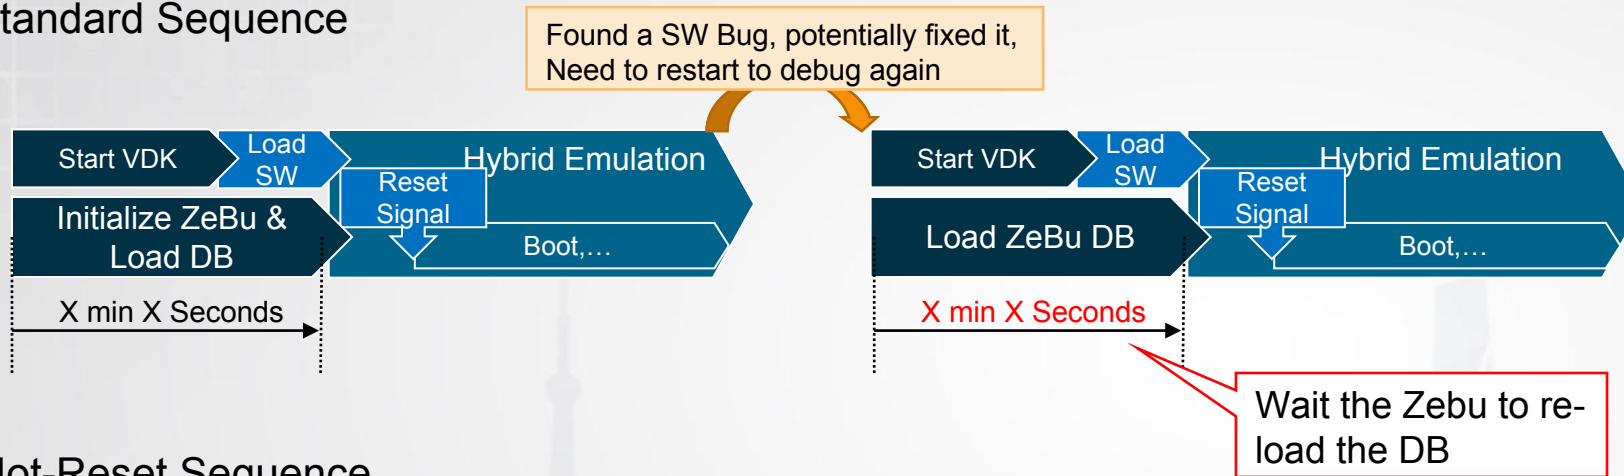 tandard Sequence
Found a SW Bug, potentially fixed it,
Need to restart to debug again
Start VDK
Load
SW
Hybrid Emulation
Reset
Signal
Initialize ZeBu &
Load DB
Boot,...
X min X Seconds
Start VDK
Load
SW
Hybrid Emulation
Reset
Signal
Load ZeBu DB
Boot,...
X min X Seconds
Wait the Zebu to re-
load the DB
Hot-Reset Sequence